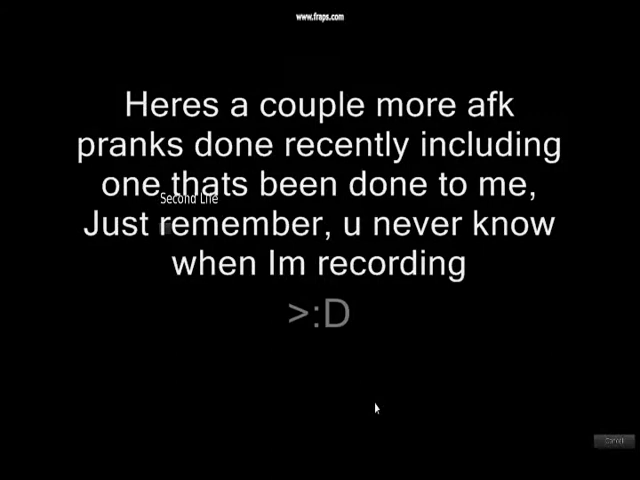 www.fraps.com
Heres a couple more afk
pranks done recently including
one thats been done to me,
Second Life
Just remember, u never know
when Im recording
>:D